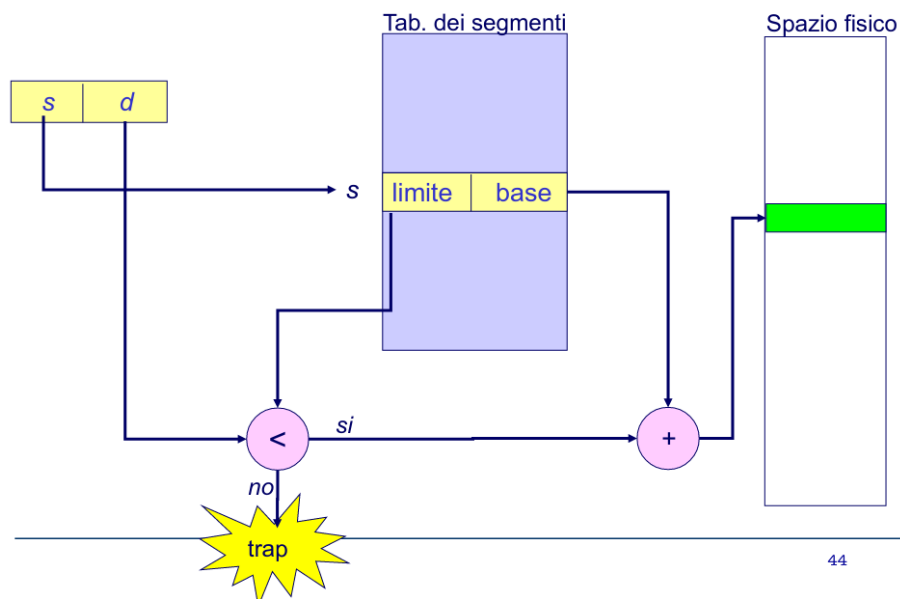 Tab. dei segmenti
Spazio fisico
s d
s limite base
< si +
no
trap
44